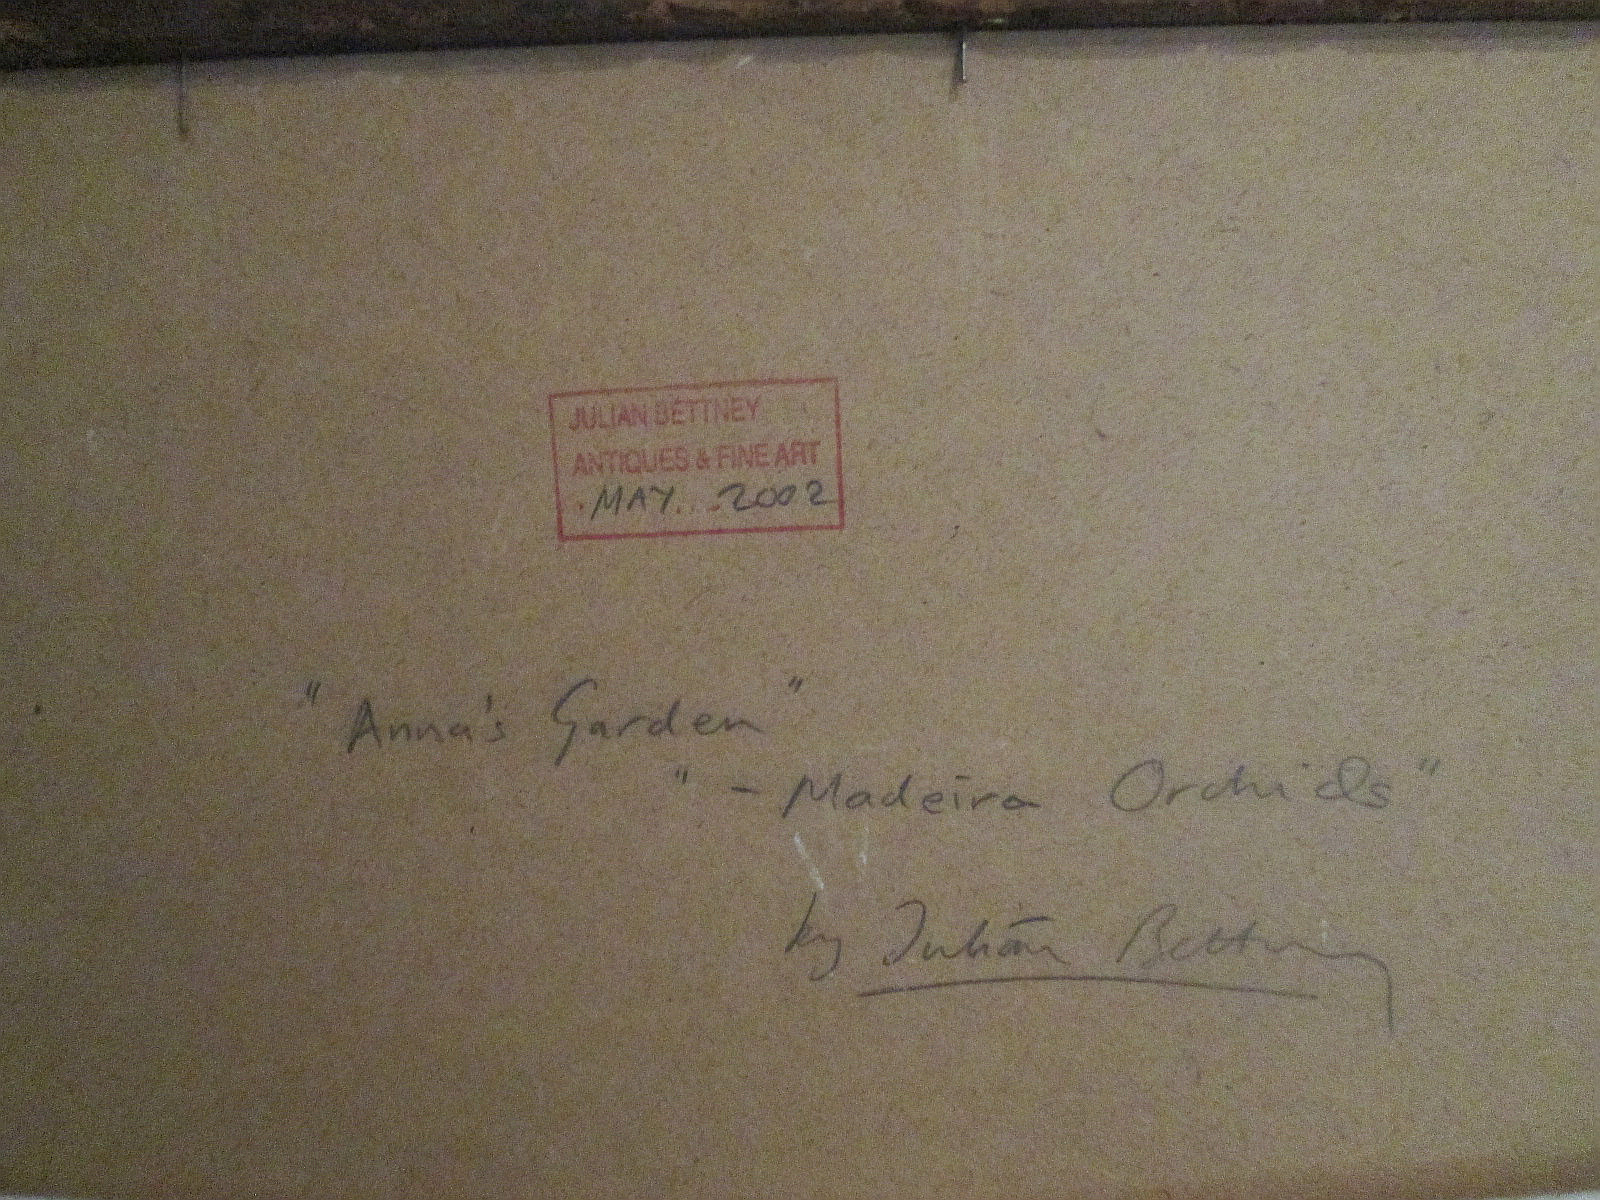 JULIAN BETTNEY
ANTIQUES & FINE ART
. MAY. . . 2002
"Anna's Garden"
" - Madeira Orchids"
by Julian Bettney